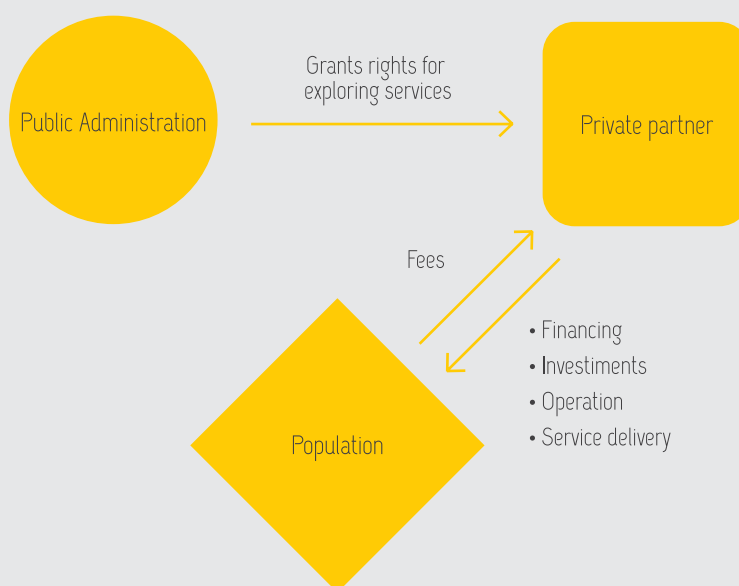 Public Administration
Grants rights for
exploring services
Private partner
Fees
• Financing
• Investiments
• Operation
• Service delivery
Population